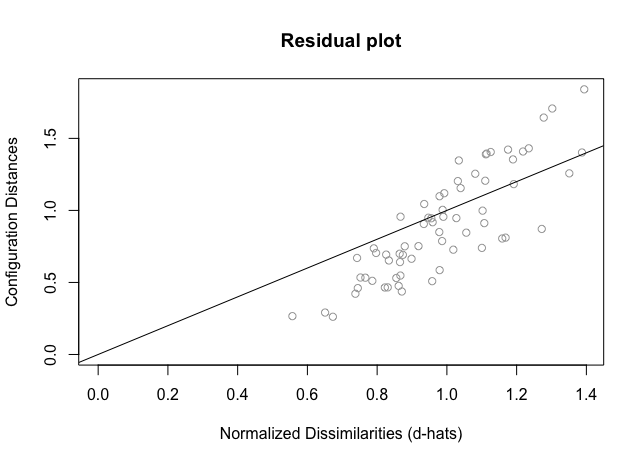 Residual plot
Configuration Distances
1.5
1.0
0.5
0.0
0.0 0.2 0.4 0.6 0.8 1.0 1.2 1.4
Normalized Dissimilarities (d-hats)